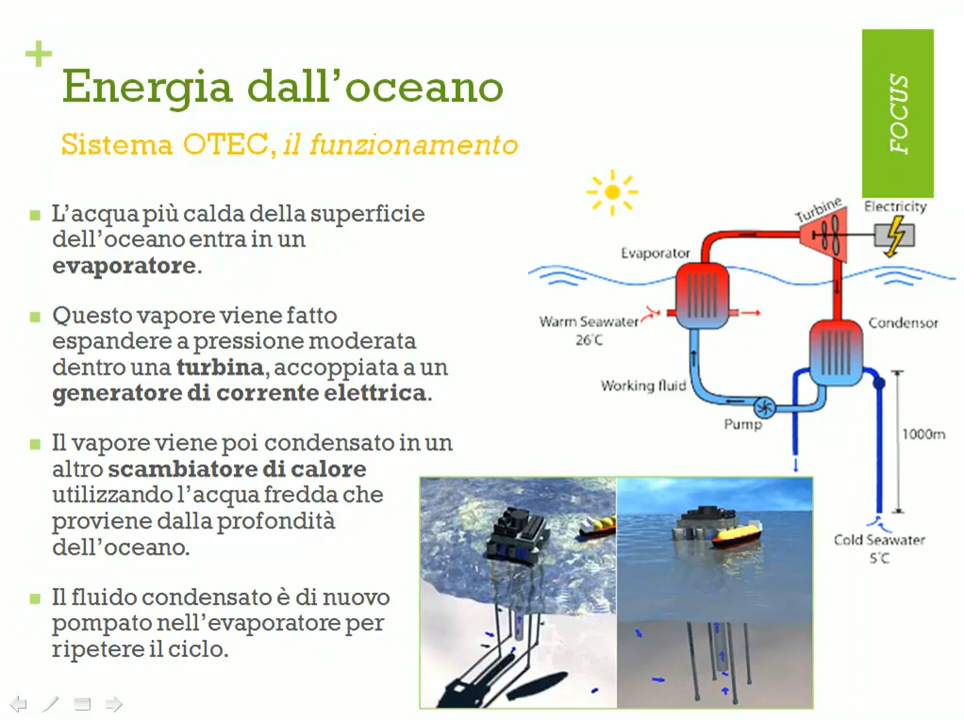 +
Energia dall'oceano
FOCUS
Sistema OTEC, il funzionamento
■ L'acqua più calda della superficie
dell'oceano entra in un
evaporatore.
■ Questo vapore viene fatto
espandere a pressione moderata
dentro una turbina, accoppiata a un
generatore di corrente elettrica.
■ Il vapore viene poi condensato in un
altro scambiatore di calore
utilizzando l'acqua fredda che
proviene dalla profondità
dell'oceano.
■ Il fluido condensato è di nuovo
pompato nell'evaporatore per
ripetere il ciclo.
Turbine
Electricity
Evaporator
Warm Seawater
26°C
Condensor
Working fluid
Pump
1000m
Cold Seawater
5°C